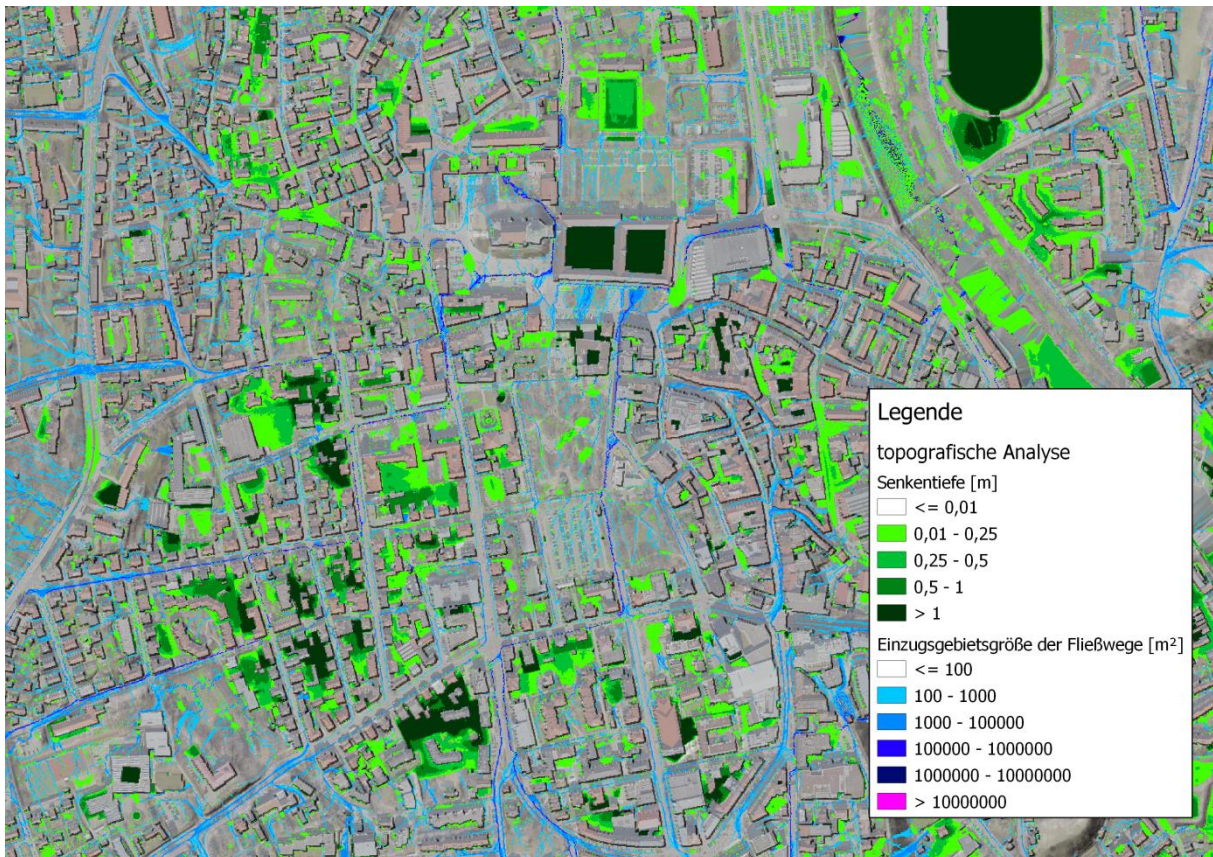 Legende
topografische Analyse
Senkentiefe [m]
<= 0,01
0,01 - 0,25
0,25 - 0,5
0,5 - 1
> 1
Einzugsgebietsgröße der Fließwege [m²]
<= 100
100 - 1000
1000 - 100000
100000 - 1000000
1000000 - 10000000
> 10000000